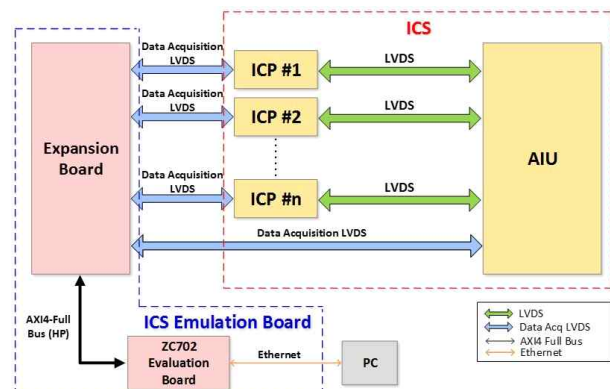 ICS
Data Acquisition
LVDS
ICP #1
LVDS
Data Acquisition
LVDS
ICP #2
LVDS
Expansion
Board
AIU
Data Acquisition
LVDS
ICP #n
LVDS
Data Acquisition LVDS
AXI4-Full
Bus (HP)
ICS Emulation Board
ZC702
Evaluation
Board
Ethernet
PC
LVDS
Data Acq LVDS
AXI4 Full Bus
Ethernet